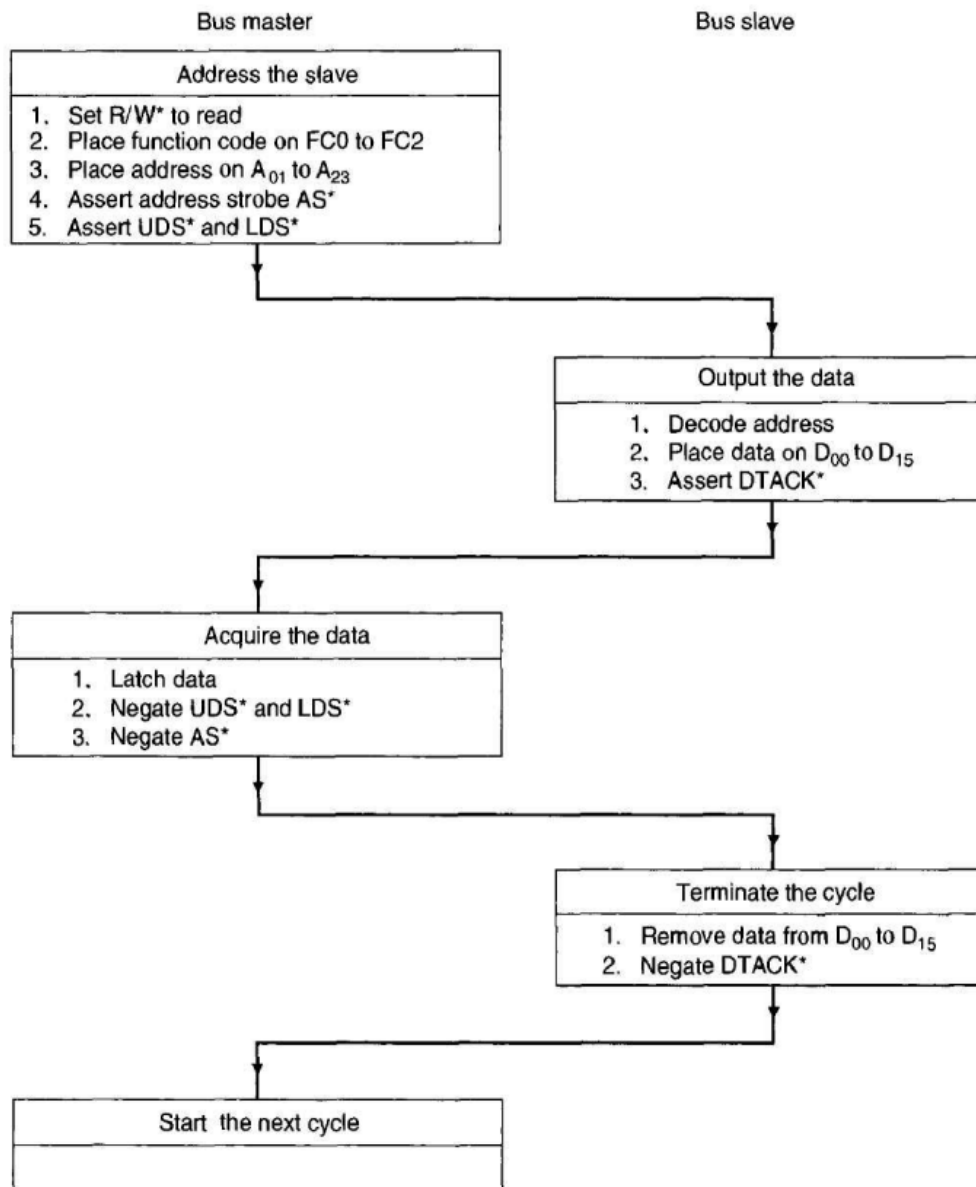 Bus master
Bus slave
Address the slave
1. Set R/W* to read
2. Place function code on FC0 to FC2
3. Place address on A₀₁ to A₂₃
4. Assert address strobe AS*
5. Assert UDS* and LDS*
Output the data
1. Decode address
2. Place data on D₀₀ to D₁₅
3. Assert DTACK*
Acquire the data
1. Latch data
2. Negate UDS* and LDS*
3. Negate AS*
Terminate the cycle
1. Remove data from D₀₀ to D₁₅
2. Negate DTACK*
Start the next cycle